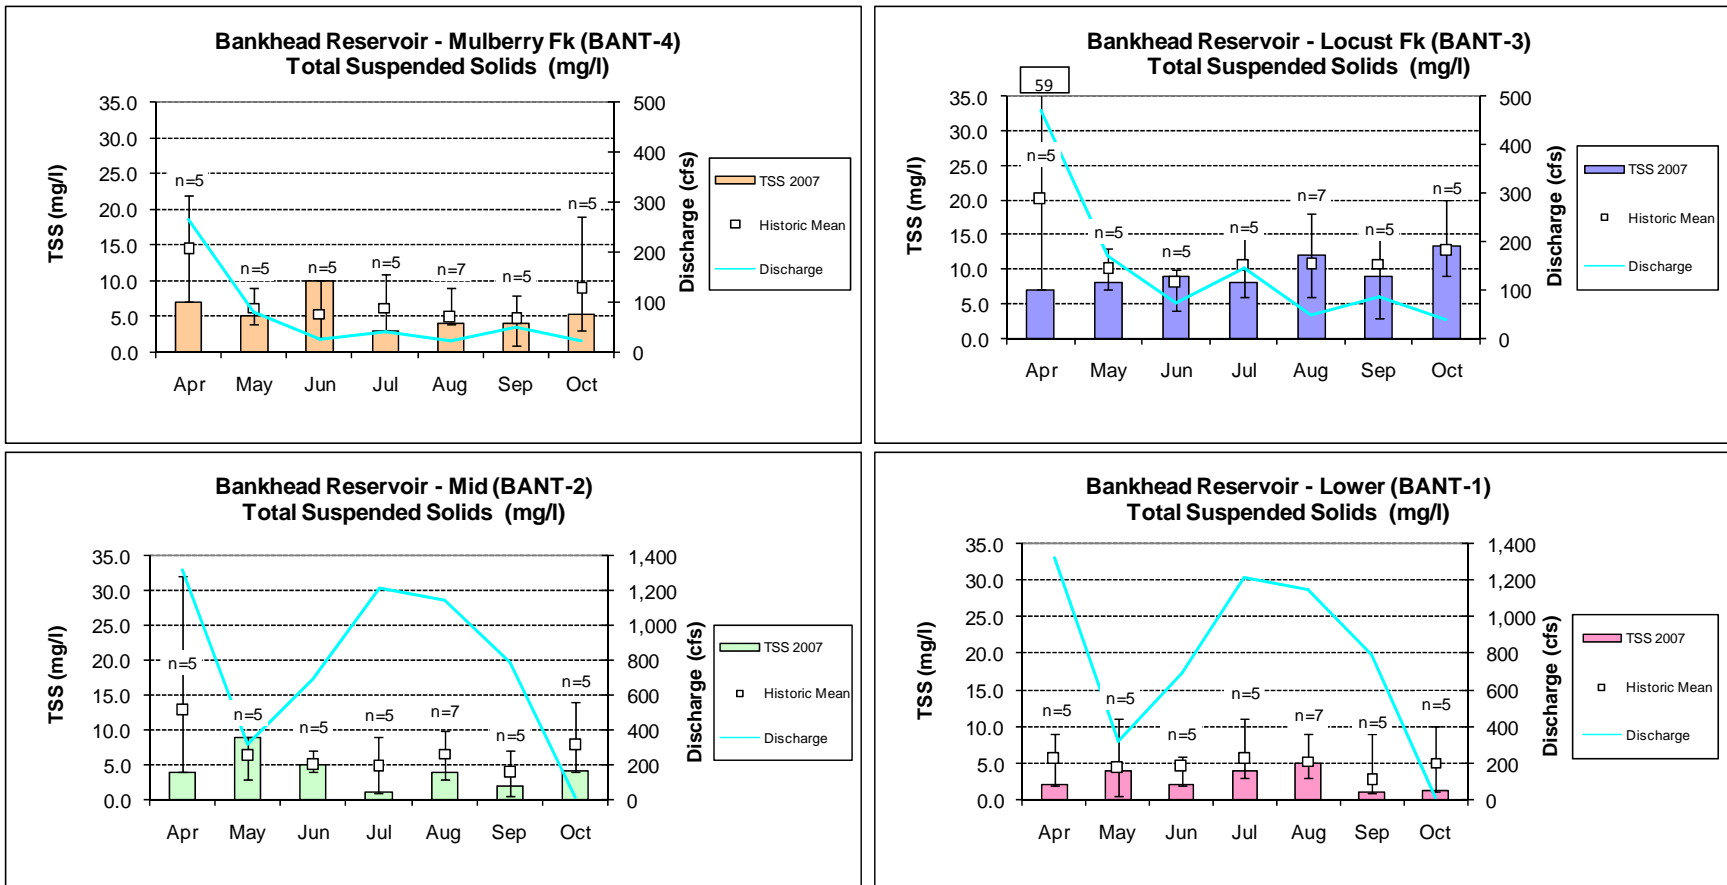 Bankhead Reservoir - Mulberry Fk (BANT-4)
Total Suspended Solids (mg/l)
TSS (mg/l)
35.0
30.0
25.0
20.0
15.0
10.0
5.0
0.0
n=5
n=5
n=5
n=5
n=7
n=5
n=5
Apr May Jun Jul Aug Sep Oct
500
400
300
200
100
0
Discharge (cfs)
TSS 2007
Historic Mean
Discharge
Bankhead Reservoir - Locust Fk (BANT-3)
Total Suspended Solids (mg/l)
59
TSS (mg/l)
35.0
30.0
25.0
20.0
15.0
10.0
5.0
0.0
n=5
n=5
n=5
n=5
n=7
n=5
n=5
Apr May Jun Jul Aug Sep Oct
500
400
300
200
100
0
Discharge (cfs)
TSS 2007
Historic Mean
Discharge
Bankhead Reservoir - Mid (BANT-2)
Total Suspended Solids (mg/l)
TSS (mg/l)
35.0
30.0
25.0
20.0
15.0
10.0
5.0
0.0
n=5
n=5
n=5
n=5
n=7
n=5
n=5
Apr May Jun Jul Aug Sep Oct
1,400
1,200
1,000
800
600
400
200
0
Discharge (cfs)
TSS 2007
Historic Mean
Discharge
Bankhead Reservoir - Lower (BANT-1)
Total Suspended Solids (mg/l)
TSS (mg/l)
35.0
30.0
25.0
20.0
15.0
10.0
5.0
0.0
n=5
n=5
n=5
n=5
n=7
n=5
n=5
Apr May Jun Jul Aug Sep Oct
1,400
1,200
1,000
800
600
400
200
0
Discharge (cfs)
TSS 2007
Historic Mean
Discharge